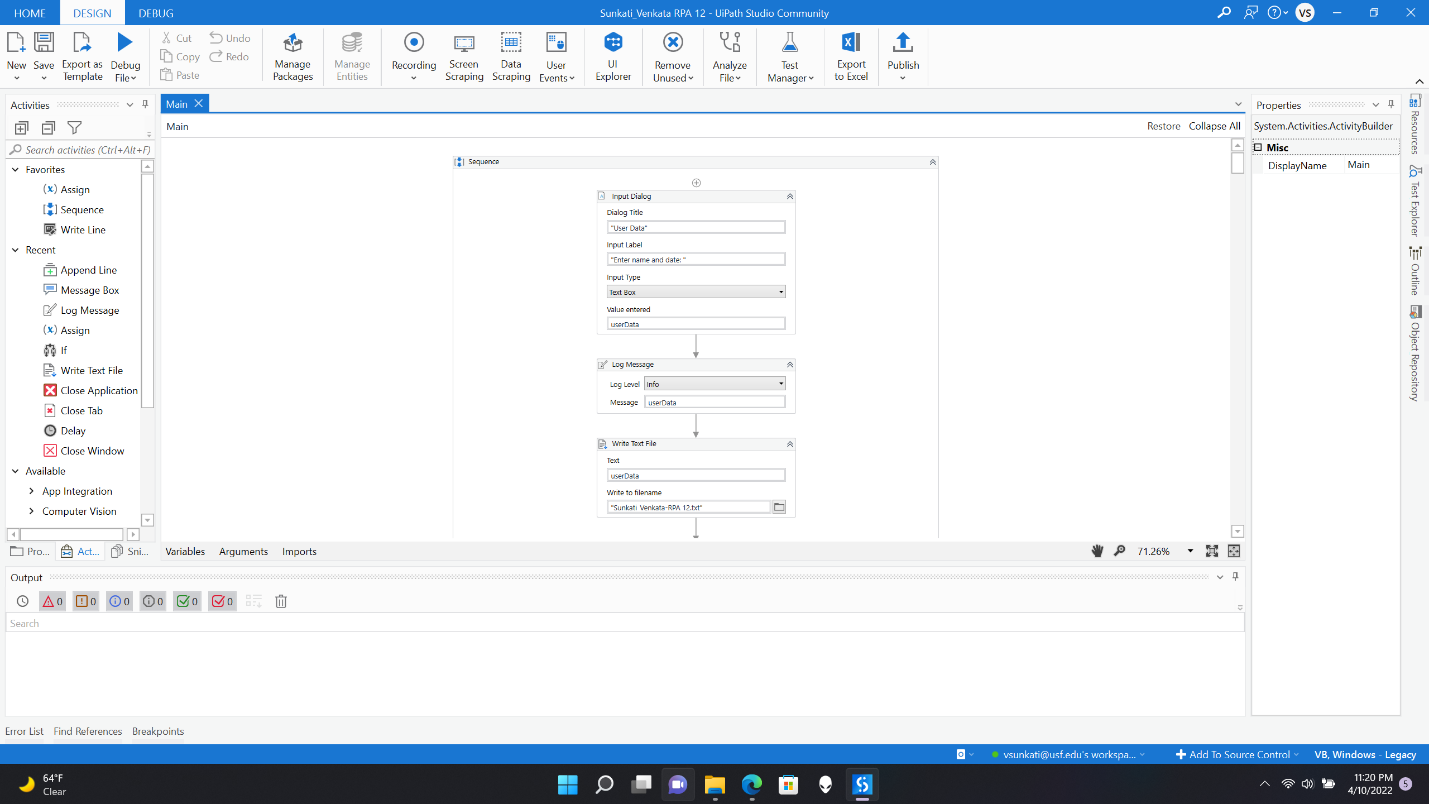 HOME DESIGN DEBUG Sunkati_Venkata RPA 12 - UiPath Studio Community VS
New Save Export as Template Debug File Cut Copy Paste Undo Redo Manage Packages Manage Entities Recording Screen Scraping Data Scraping User Events UI Explorer Remove Unused Analyze File Test Manager Export to Excel Publish
Activities
Search activities (Ctrl+Alt+F)
Favorites
Assign
Sequence
Write Line
Recent
Append Line
Message Box
Log Message
Assign
If
Write Text File
Close Application
Close Tab
Delay
Close Window
Available
App Integration
Computer Vision
Pro... Act... Sni...
Main
Main Restore Collapse All
Sequence
Input Dialog
Dialog Title
"User Data"
Input Label
"Enter name and date: "
Input Type
Text Box
Value entered
userData
Log Message
Log Level Info
Message userData
Write Text File
Text
userData
Write to filename
"Sunkati Venkata-RPA 12.txt"
Variables Arguments Imports 71.26%
Properties
System.Activities.ActivityBuilder
Misc
DisplayName Main
Resources
Test Explorer
Outline
Object Repository
Output
0 0 0 0 0 0
Search
Error List Find References Breakpoints
vsunkati@usf.edu's workspa... Add To Source Control VB, Windows - Legacy
64°F
Clear
11:20 PM
4/10/2022 5